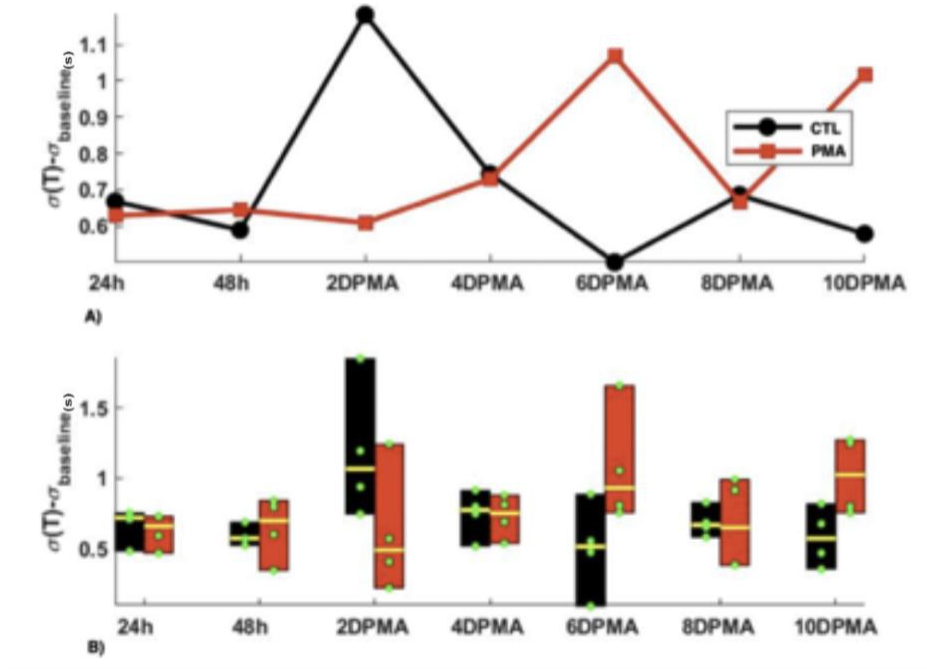 σ(T)-σbaseline(s)
1.1
1
0.9
0.8
0.7
0.6
CTL
PMA
24h 48h 2DPMA 4DPMA 6DPMA 8DPMA 10DPMA
A)
σ(T)-σbaseline(s)
1.5
1
0.5
24h 48h 2DPMA 4DPMA 6DPMA 8DPMA 10DPMA
B)